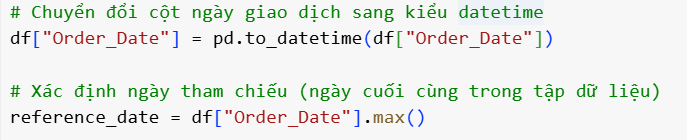 # Chuyển đổi cột ngày giao dịch sang kiểu datetime
df["Order_Date"] = pd.to_datetime(df["Order_Date"])
# Xác định ngày tham chiếu (ngày cuối cùng trong tập dữ liệu)
reference_date = df["Order_Date"].max()